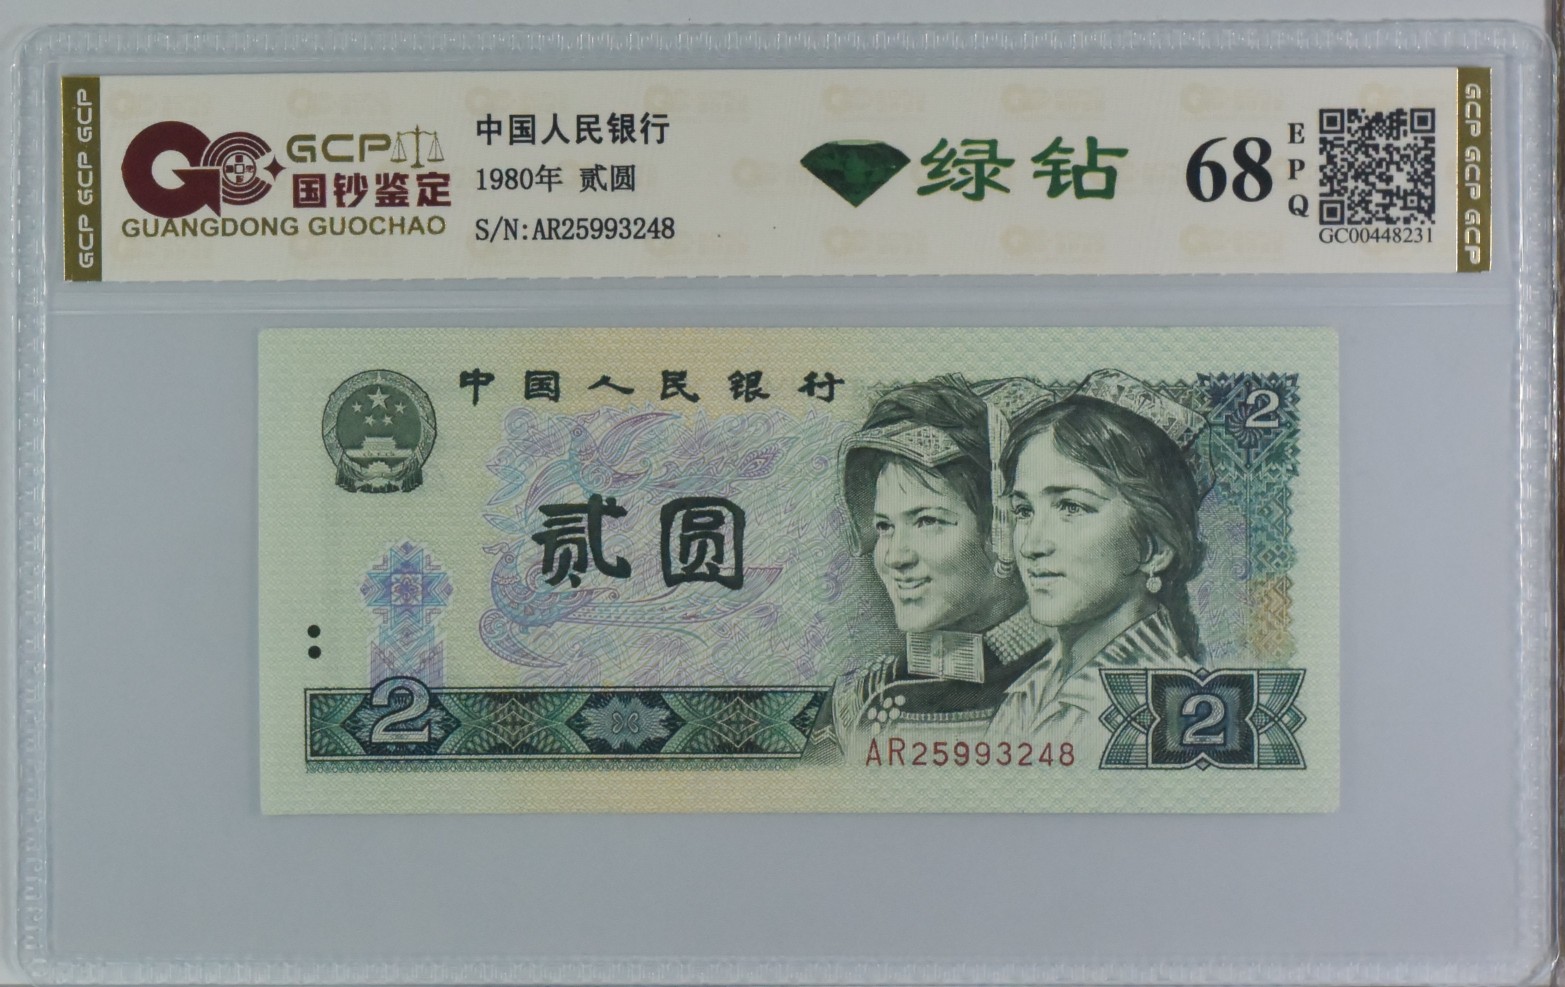 GCP GCP GCP
GCP
国钞鉴定
GUANGDONG GUOCHAO
中国人民银行
1980年 贰圆
S/N:AR25993248
绿钻
68
EPQ
GC00448231
GCP GCP GCP
中国人民银行
2
贰圆
2
2
AR25993248